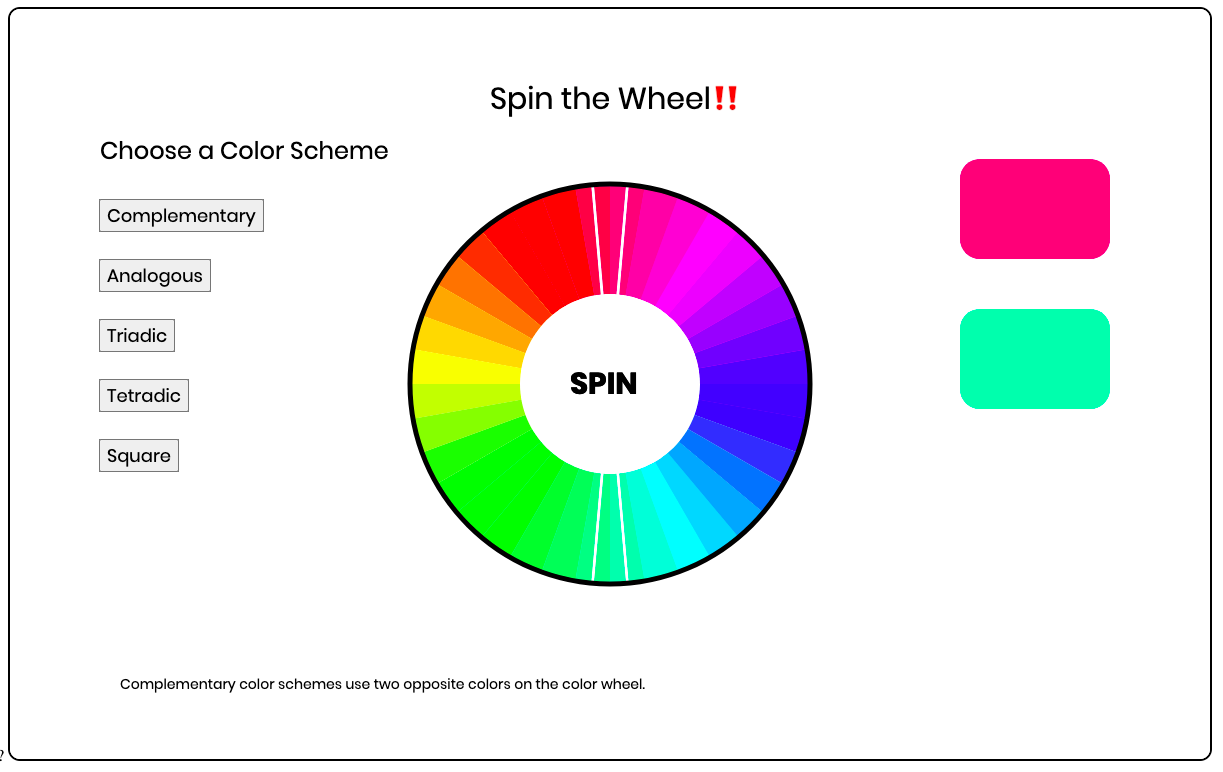 Spin the Wheel‼
Choose a Color Scheme
Complementary
Analogous
Triadic
Tetradic
Square
SPIN
Complementary color schemes use two opposite colors on the color wheel.
?